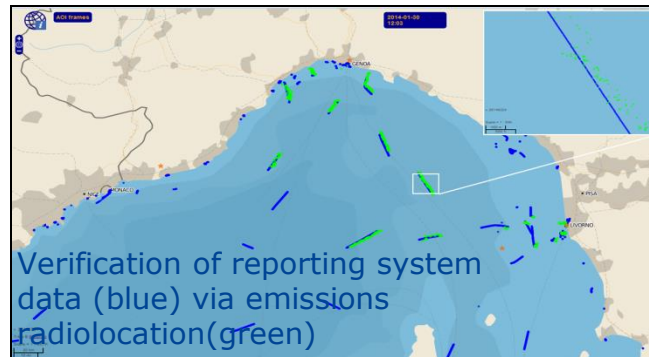 AOI frames
2014-01-09
12:03
GENOA
NICE
MONACO
PISA
LIVORNO
Verification of reporting system
data (blue) via emissions
radiolocation(green)